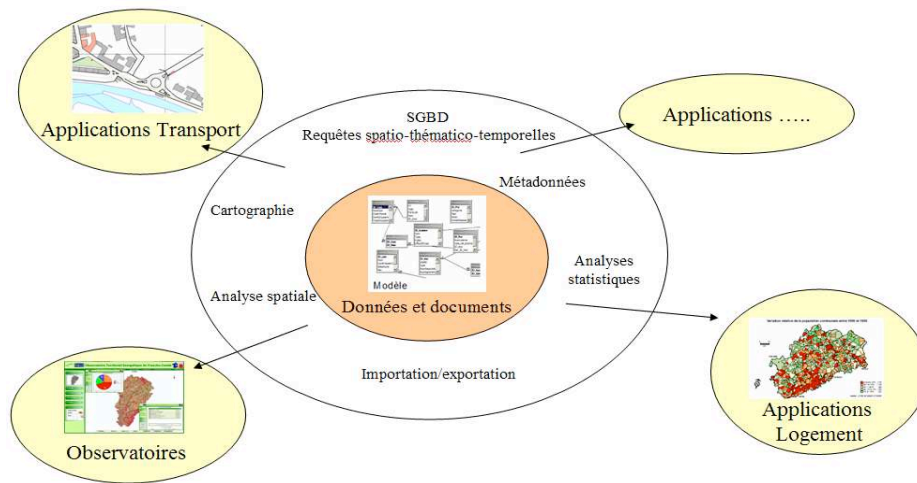 SGBD
Requêtes spatio-thématico-temporelles
Applications Transport
Applications .....
Métadonnées
Cartographie
Modèle
Données et documents
Analyses
statistiques
Analyse spatiale
Importation/exportation
Observatoires
Applications
Logement